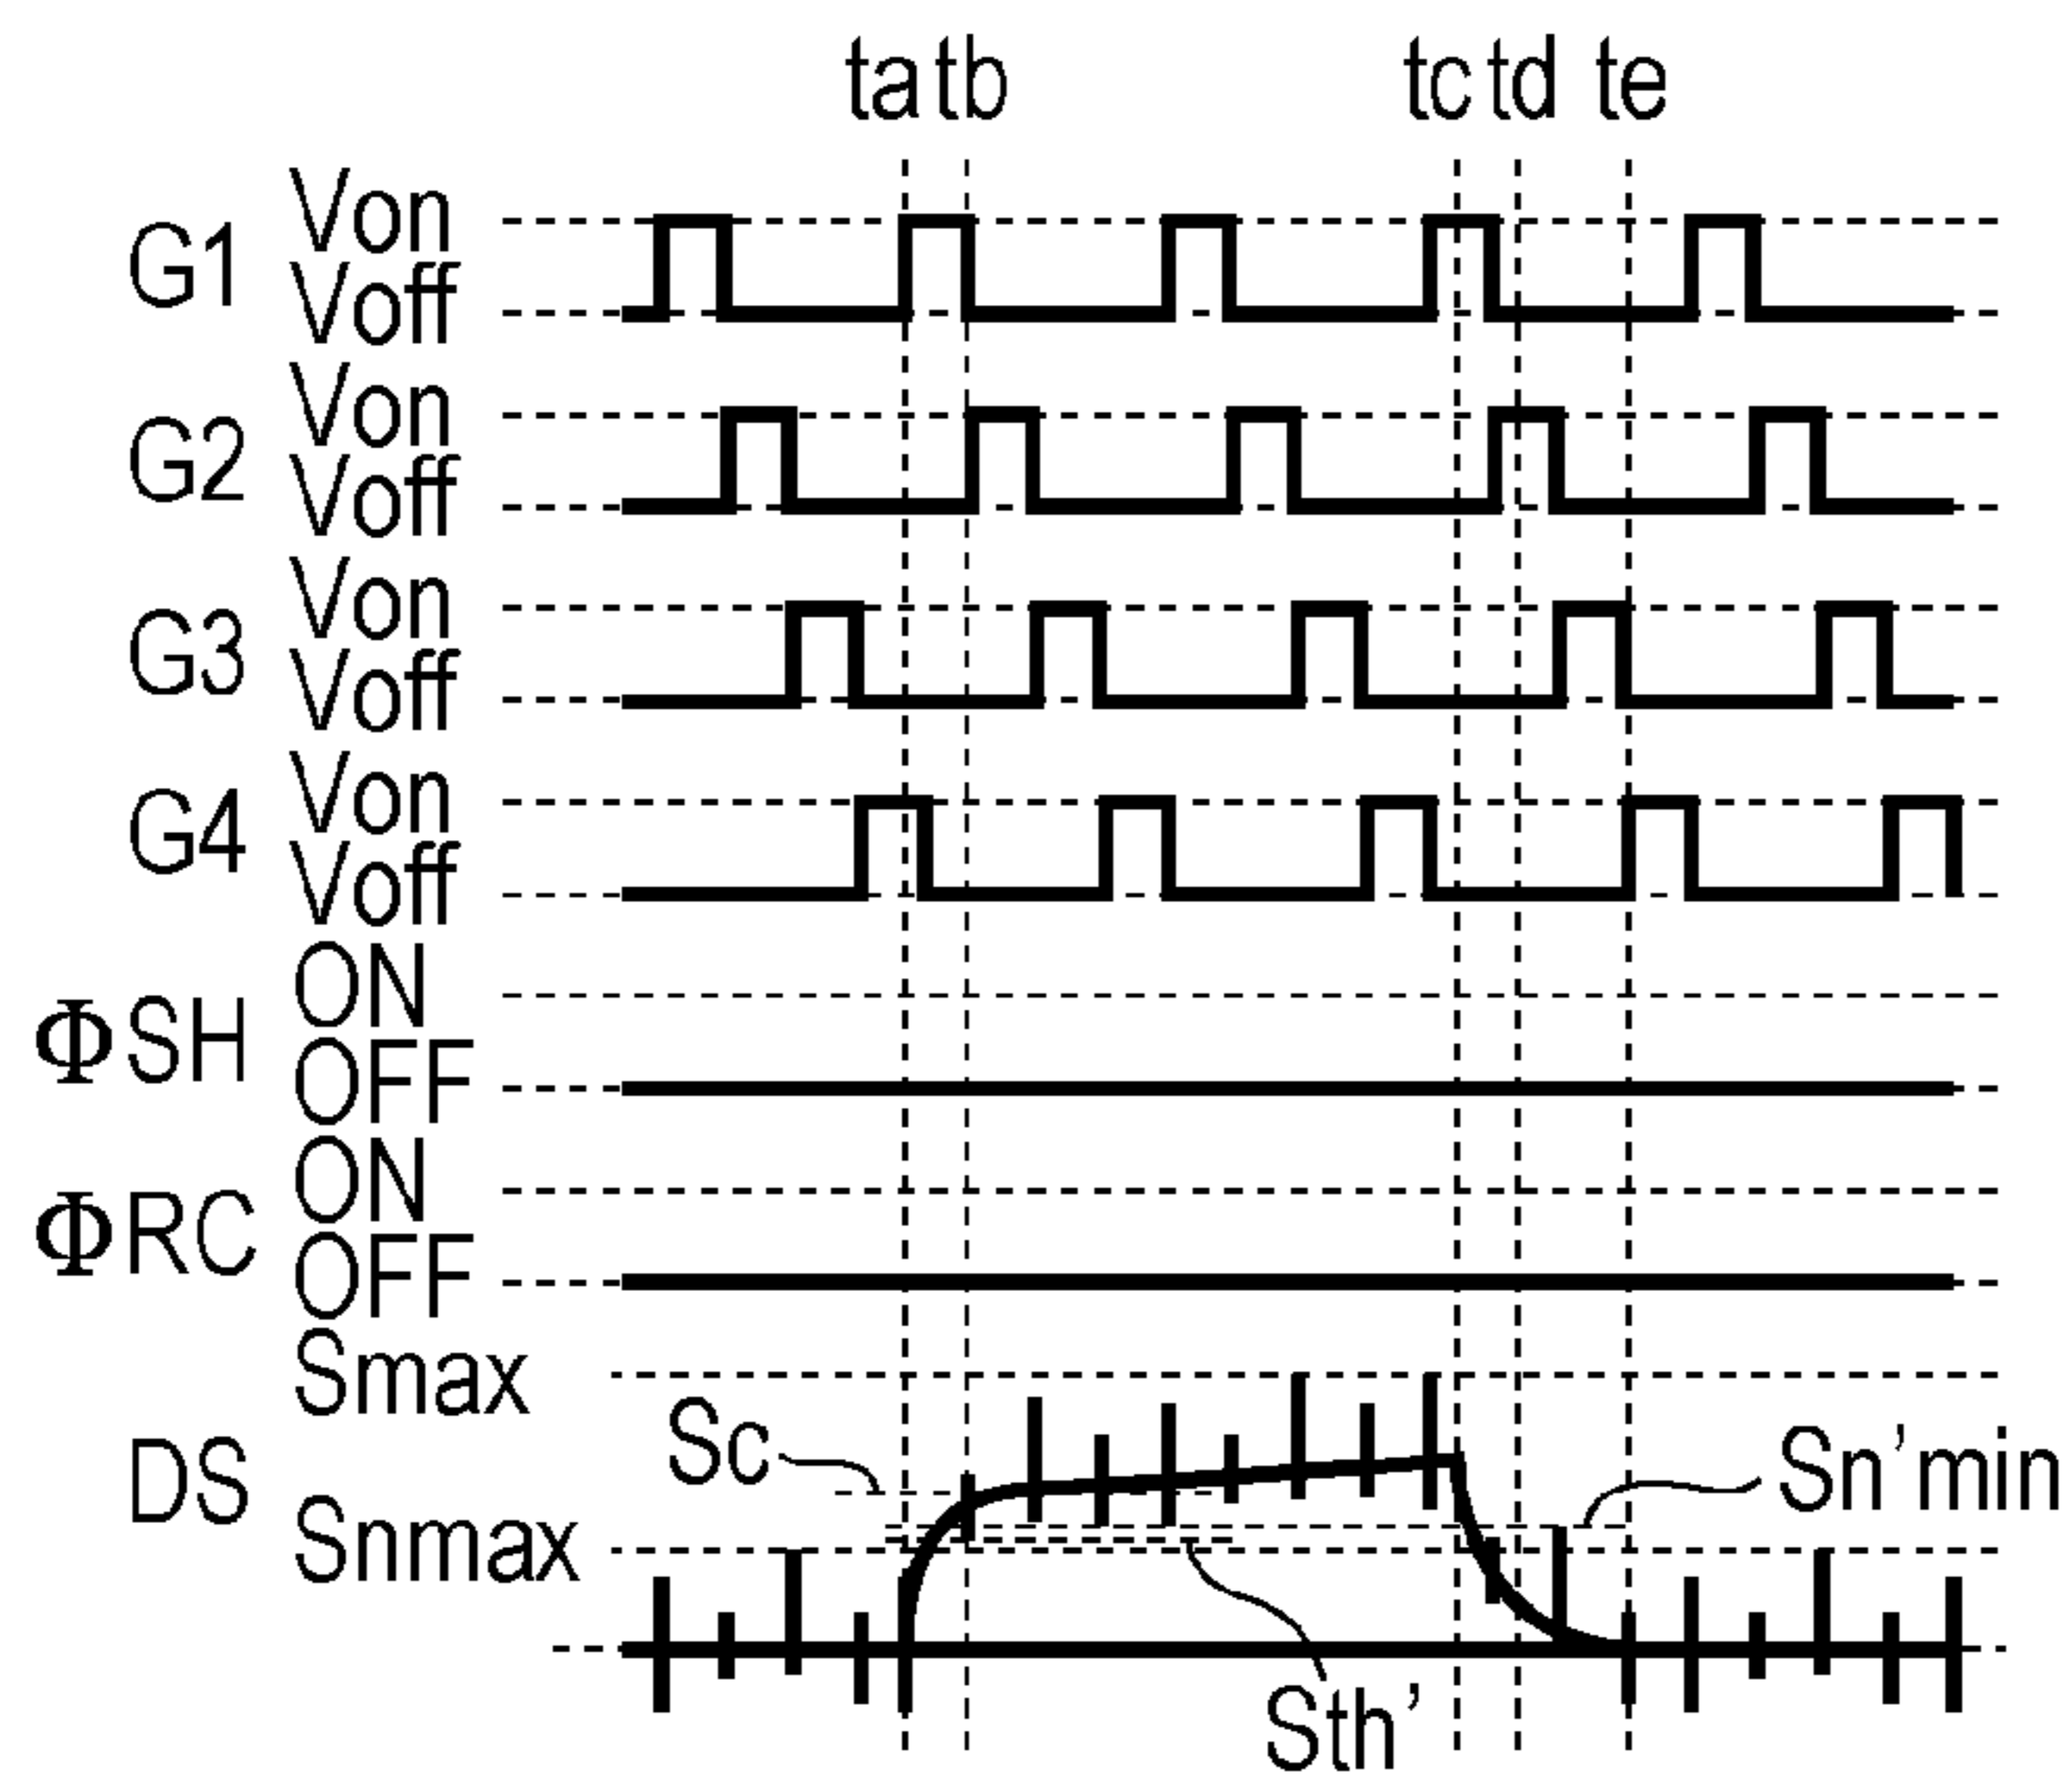 ta tb tc td te
G1 Von
Voff
G2 Von
Voff
G3 Von
Voff
G4 Von
Voff
ΦSH ON
OFF
ΦRC ON
OFF
Smax
Sc
DS
Sn'min
Snmax
Sth'